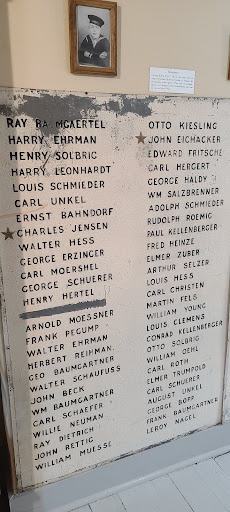 RAY BAUMGAERTEL
HARRY EHRMAN
HENRY SOLBRIG
HARRY LEONHARDT
LOUIS SCHMIEDER
CARL UNKEL
ERNST BAHNDORF
CHARLES JENSEN
WALTER HESS
GEORGE ERZINGER
CARL MOERSHEL
GEORGE SCHUERER
HENRY HERTEL
ARNOLD MOESSNER
FRANK PECUMP
WALTER EHRMAN
HERBERT REIHMAN
GEO BAUMGARTNER
WALTER SCHAUFUSS
JOHN BECK
WM BAUMGARTNER
CARL SCHAEFER
WILLIE NEUMAN
RAY DIETRICH
JOHN RETTIG
WILLIAM MUESSE
OTTO KIESLING
JOHN EICHACKER
EDWARD FRITSCHE
CARL HERGERT
GEORGE HALDY
WM SALZBRENNER
ADOLPH SCHMIEDER
RUDOLPH ROEMIG
PAUL KELLENBERGER
FRED HEINZE
ELMER ZUBER
ARTHUR SELZER
LOUIS HESS
CARL CHRISTEN
MARTIN FELS
WILLIAM YOUNG
LOUIS CLEMENS
CONRAD KELLENBERGER
OTTO SOLBRIG
WILLIAM OEHL
CARL ROTH
ELMER TRUMPOLD
CARL SCHUERER
AUGUST UNKEL
GEORGE BOPP
FRANK BAUMGARTNER
LEROY NAGEL